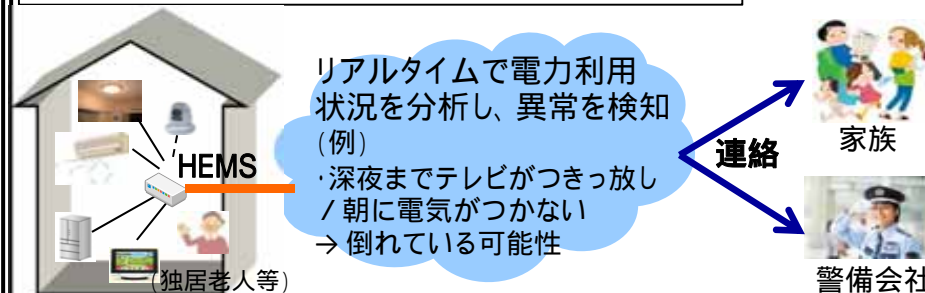 リアルタイムで電力利用
状況を分析し、異常を検知
(例)
・深夜までテレビがつきっ放し
/朝に電気がつかない
→倒れている可能性
HEMS
(独居老人等)
連絡
家族
警備会社